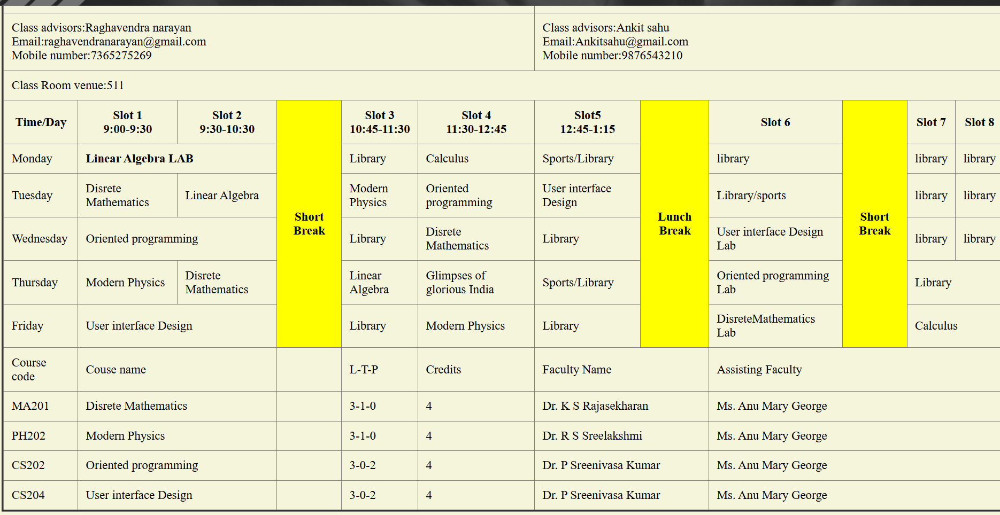 Class advisors:Raghavendra narayan
Email:raghavendranarayan@gmail.com
Mobile number:7365275269
Class advisors:Ankit sahu
Email:Ankitsahu@gmail.com
Mobile number:9876543210
Class Room venue:511
Time/Day
Slot 1
9:00-9:30
Slot 2
9:30-10:30
Short
Break
Slot 3
10:45-11:30
Slot 4
11:30-12:45
Slot5
12:45-1:15
Lunch
Break
Slot 6
Short
Break
Slot 7
Slot 8
Monday
Linear Algebra LAB
Library
Calculus
Sports/Library
library
library
library
Tuesday
Disrete
Mathematics
Linear Algebra
Modern
Physics
Oriented
programming
User interface
Design
Library/sports
library
library
Wednesday
Oriented programming
Library
Disrete
Mathematics
Library
User interface Design
Lab
library
library
Thursday
Modern Physics
Disrete
Mathematics
Linear
Algebra
Glimpses of
glorious India
Sports/Library
Oriented programming
Lab
Library
Friday
User interface Design
Library
Modern Physics
Library
DisreteMathematics
Lab
Calculus
Course
code
Couse name
L-T-P
Credits
Faculty Name
Assisting Faculty
MA201
Disrete Mathematics
3-1-0
4
Dr. K S Rajasekharan
Ms. Anu Mary George
PH202
Modern Physics
3-1-0
4
Dr. R S Sreelakshmi
Ms. Anu Mary George
CS202
Oriented programming
3-0-2
4
Dr. P Sreenivasa Kumar
Ms. Anu Mary George
CS204
User interface Design
3-0-2
4
Dr. P Sreenivasa Kumar
Ms. Anu Mary George